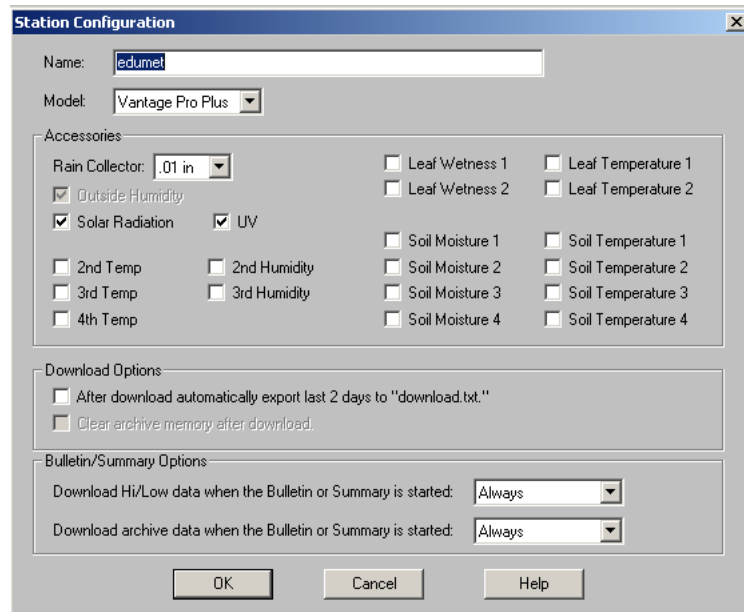 Station Configuration
Name: edumet
Model: Vantage Pro Plus
Accessories
Rain Collector: .01 in
Outside Humidity
Solar Radiation UV
2nd Temp 2nd Humidity
3rd Temp 3rd Humidity
4th Temp
Leaf Wetness 1 Leaf Temperature 1
Leaf Wetness 2 Leaf Temperature 2
Soil Moisture 1 Soil Temperature 1
Soil Moisture 2 Soil Temperature 2
Soil Moisture 3 Soil Temperature 3
Soil Moisture 4 Soil Temperature 4
Download Options
After download automatically export last 2 days to "download.txt."
Clear archive memory after download.
Bulletin/Summary Options
Download Hi/Low data when the Bulletin or Summary is started: Always
Download archive data when the Bulletin or Summary is started: Always
OK Cancel Help